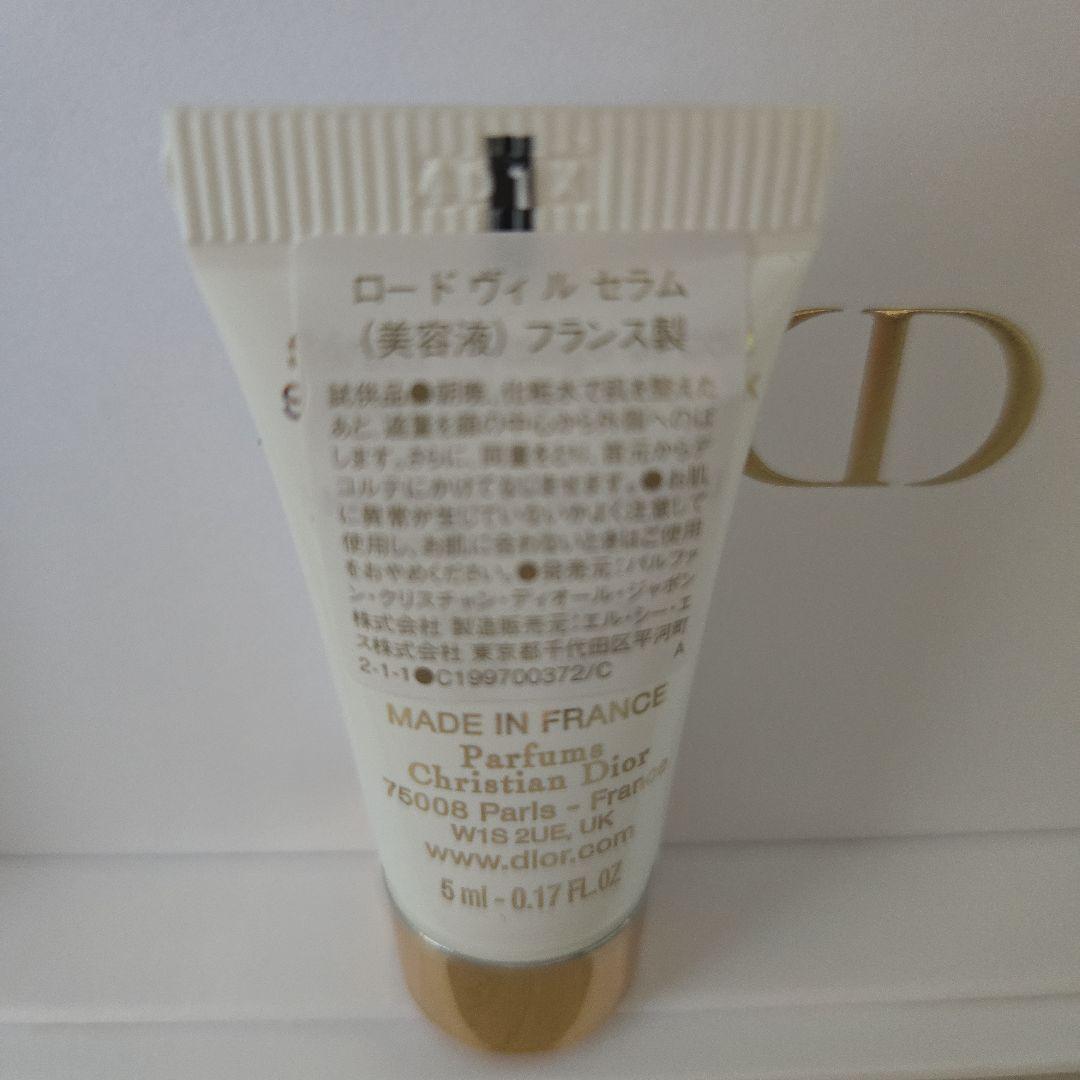 1
ロード ヴィル セラム
(美容液) フランス製
試供品●朝晩、化粧水で肌を整えた
あと、適量を顔の中心から外側へのば
します。さらに、同量をとり、首元からデ
コルテにかけてなじませます。●お肌
に異常が生じていないかよく注意して
使用し、お肌に合わないときはご使用
をおやめください。●発売元:パルファ
ン・クリスチャン・ディオール・ジャポン
株式会社 製造販売元:エル・シー・エ
ス株式会社 東京都千代田区平河町
2-1-1●C199700372/C A
MADE IN FRANCE
Parfums
Christian Dior
75008 Paris - France
W1S 2UE, UK
www.dior.com
5 ml - 0.17 FL.OZ
CD